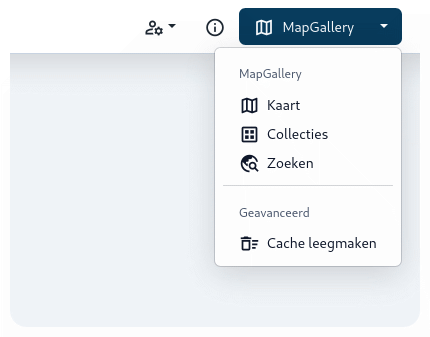 MapGallery
MapGallery
Kaart
Collecties
Zoeken
Geavanceerd
Cache leegmaken